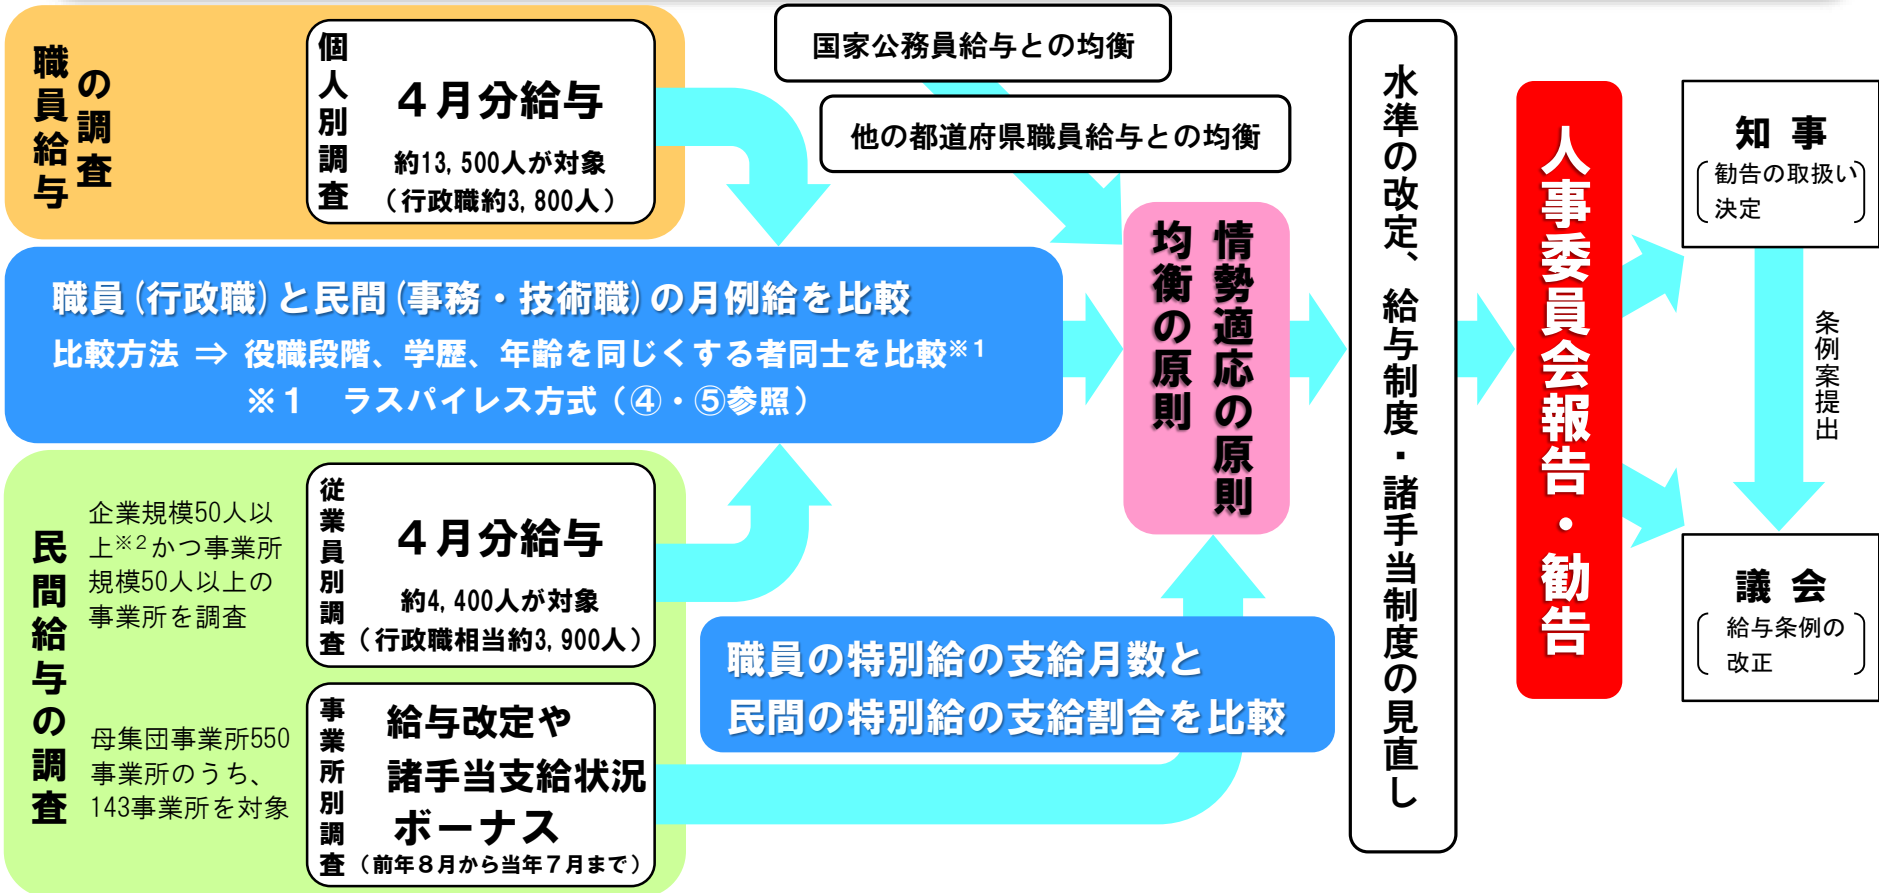 職員給与
の調査
個人別調査
４月分給与
約13,500人が対象
（行政職約3,800人）
国家公務員給与との均衡
他の都道府県職員給与との均衡
職員(行政職)と民間(事務・技術職)の月例給を比較
比較方法 ⇒ 役職段階、学歴、年齢を同じくする者同士を比較※1
※１　ラスパイレス方式（④・⑤参照）
民間給与の調査
企業規模50人以
上※2かつ事業所
規模50人以上の
事業所を調査
母集団事業所550
事業所のうち、
143事業所を対象
従業員別調査
４月分給与
約4,400人が対象
（行政職相当約3,900人）
事業所別調査
給与改定や
諸手当支給状況
ボーナス
（前年８月から当年７月まで）
職員の特別給の支給月数と
民間の特別給の支給割合を比較
情勢適応の原則
均衡の原則
水準の改定、給与制度・諸手当制度の見直し
人事委員会報告・勧告
知 事
勧告の取扱い
決定
条例案提出
議 会
給与条例の
改正